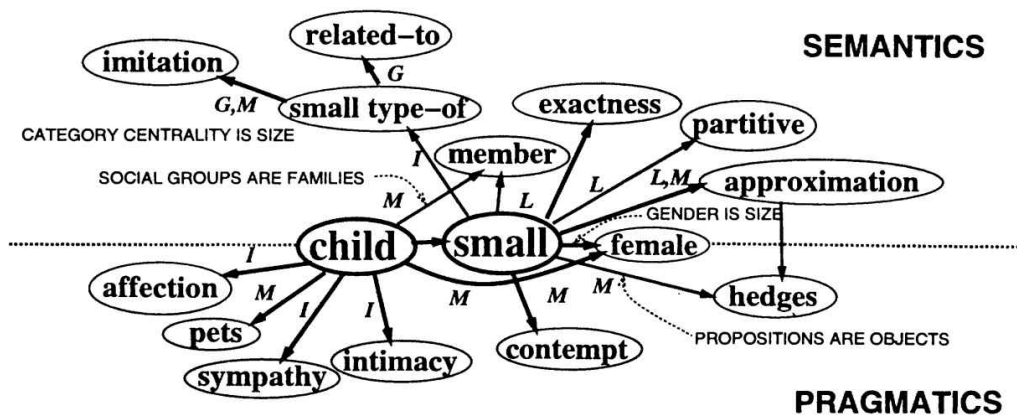 related-to
SEMANTICS
imitation
G
G,M
small type-of
exactness
CATEGORY CENTRALITY IS SIZE
partitive
I
member
SOCIAL GROUPS ARE FAMILIES
L
L,M
approximation
M
L
GENDER IS SIZE
child
small
female
I
affection
M
M
M
M
hedges
pets
I
I
PROPOSITIONS ARE OBJECTS
sympathy
intimacy
contempt
PRAGMATICS